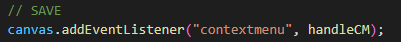 // SAVE
canvas.addEventListener("contextmenu", handleCM);